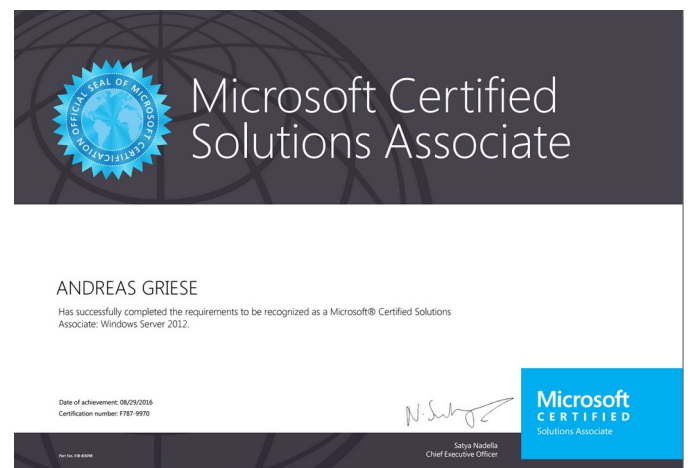 OFFICIAL SEAL OF MICROSOFT CERTIFICATION
Microsoft Certified
Solutions Associate
ANDREAS GRIESE
Has successfully completed the requirements to be recognized as a Microsoft® Certified Solutions
Associate: Windows Server 2012.
Date of achievement: 08/29/2016
Certification number: F787-9970
Microsoft
CERTIFIED
Solutions Associate
Satya Nadella
Chief Executive Officer
Part No.